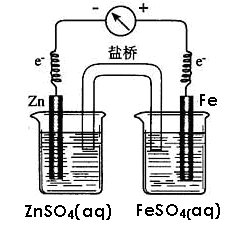 - +
e⁻ e⁻
盐桥
Zn Fe
ZnSO₄(aq) FeSO₄(aq)